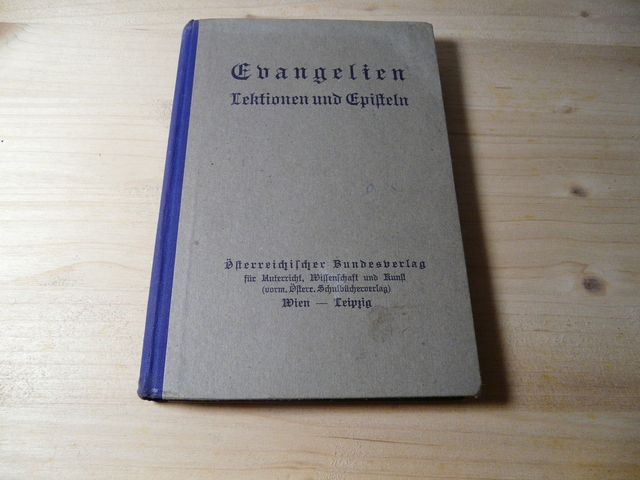 Evangelien
Lektionen und Episteln
Österreichischer Bundesverlag
für Unterricht, Wissenschaft und Kunst
(vorm. Österr. Schulbücherverlag)
Wien — Leipzig